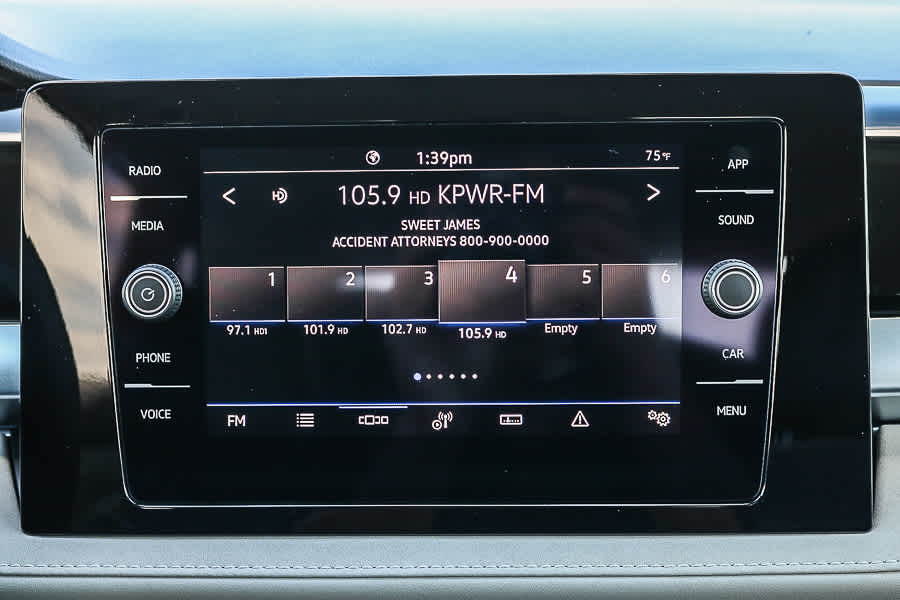 RADIO
MEDIA
PHONE
VOICE
1:39pm 75°F
< HD 105.9 HD KPWR-FM >
SWEET JAMES
ACCIDENT ATTORNEYS 800-900-0000
1 2 3 4 5 6
97.1 HD1 101.9 HD 102.7 HD 105.9 HD Empty Empty
FM
APP
SOUND
CAR
MENU